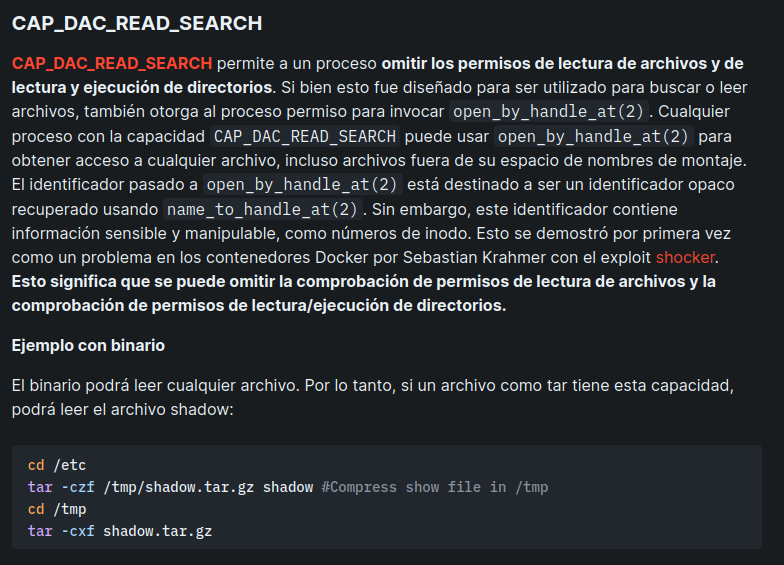 CAP_DAC_READ_SEARCH
CAP_DAC_READ_SEARCH permite a un proceso omitir los permisos de lectura de archivos y de
lectura y ejecución de directorios. Si bien esto fue diseñado para ser utilizado para buscar o leer
archivos, también otorga al proceso permiso para invocar open_by_handle_at(2). Cualquier
proceso con la capacidad CAP_DAC_READ_SEARCH puede usar open_by_handle_at(2) para
obtener acceso a cualquier archivo, incluso archivos fuera de su espacio de nombres de montaje.
El identificador pasado a open_by_handle_at(2) está destinado a ser un identificador opaco
recuperado usando name_to_handle_at(2). Sin embargo, este identificador contiene
información sensible y manipulable, como números de inodo. Esto se demostró por primera vez
como un problema en los contenedores Docker por Sebastian Krahmer con el exploit shocker.
Esto significa que se puede omitir la comprobación de permisos de lectura de archivos y la
comprobación de permisos de lectura/ejecución de directorios.
Ejemplo con binario
El binario podrá leer cualquier archivo. Por lo tanto, si un archivo como tar tiene esta capacidad,
podrá leer el archivo shadow:
cd /etc
tar -czf /tmp/shadow.tar.gz shadow #Compress show file in /tmp
cd /tmp
tar -cxf shadow.tar.gz